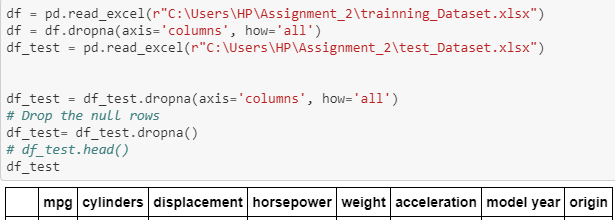 df = pd.read_excel(r"C:\Users\HP\Assignment_2\trainning_Dataset.xlsx")
df = df.dropna(axis='columns', how='all')
df_test = pd.read_excel(r"C:\Users\HP\Assignment_2\test_Dataset.xlsx")
df_test = df_test.dropna(axis='columns', how='all')
# Drop the null rows
df_test= df_test.dropna()
# df_test.head()
df_test
mpg cylinders displacement horsepower weight acceleration model year origin